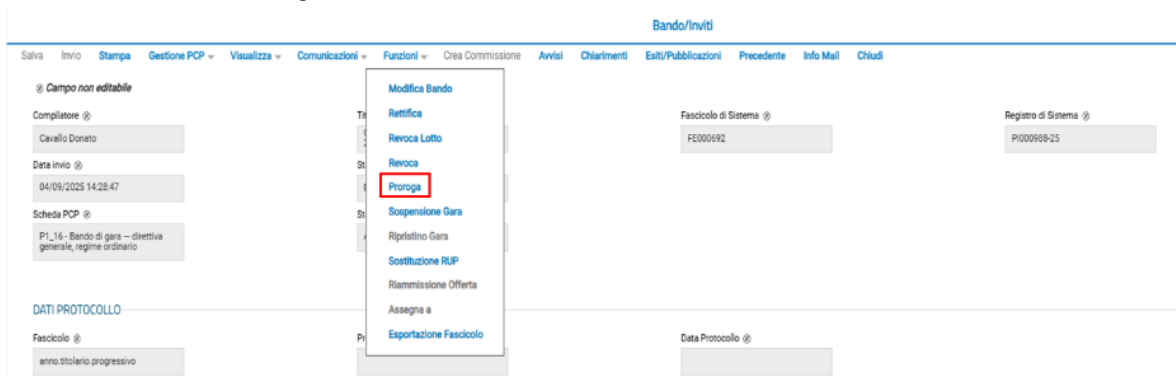 Bando/Inviti
Salva Invio Stampa Gestione PCP Visualizza Comunicazioni Funzioni Crea Commissione Avvisi Chiarimenti Esiti/Pubblicazioni Precedente Info Mail Chiudi
Campo non editabile
Compilatore
Cavallo Donato
Data invio
04/09/2025 14:28:47
Scheda PCP
P1_16 - Bando di gara – direttiva
generale, regime ordinario
Modifica Bando
Rettifica
Revoca Lotto
Revoca
Proroga
Sospensione Gara
Ripristino Gara
Sostituzione RUP
Riammissione Offerta
Assegna a
Esportazione Fascicolo
Fascicolo di Sistema
FE000692
Registro di Sistema
PI000988-25
DATI PROTOCOLLO
Fascicolo
anno.titolario.progressivo
Data Protocollo